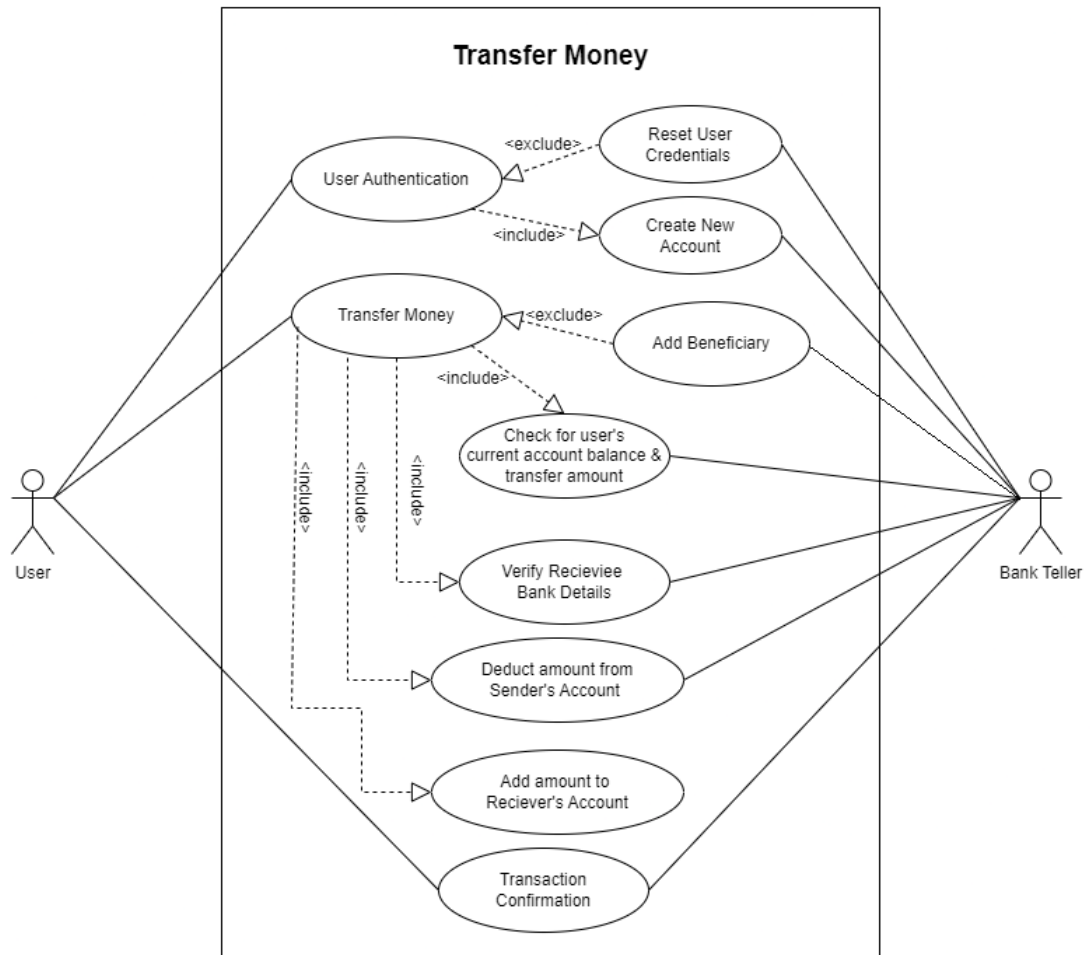 Transfer Money
Reset User
Credentials
<exclude>
User Authentication
<include>
Create New
Account
Transfer Money
<exclude>
Add Beneficiary
<include>
Check for user's
current account balance &
transfer amount
<include>
<include>
<include>
User
Bank Teller
Verify Recieviee
Bank Details
Deduct amount from
Sender's Account
Add amount to
Reciever's Account
Transaction
Confirmation